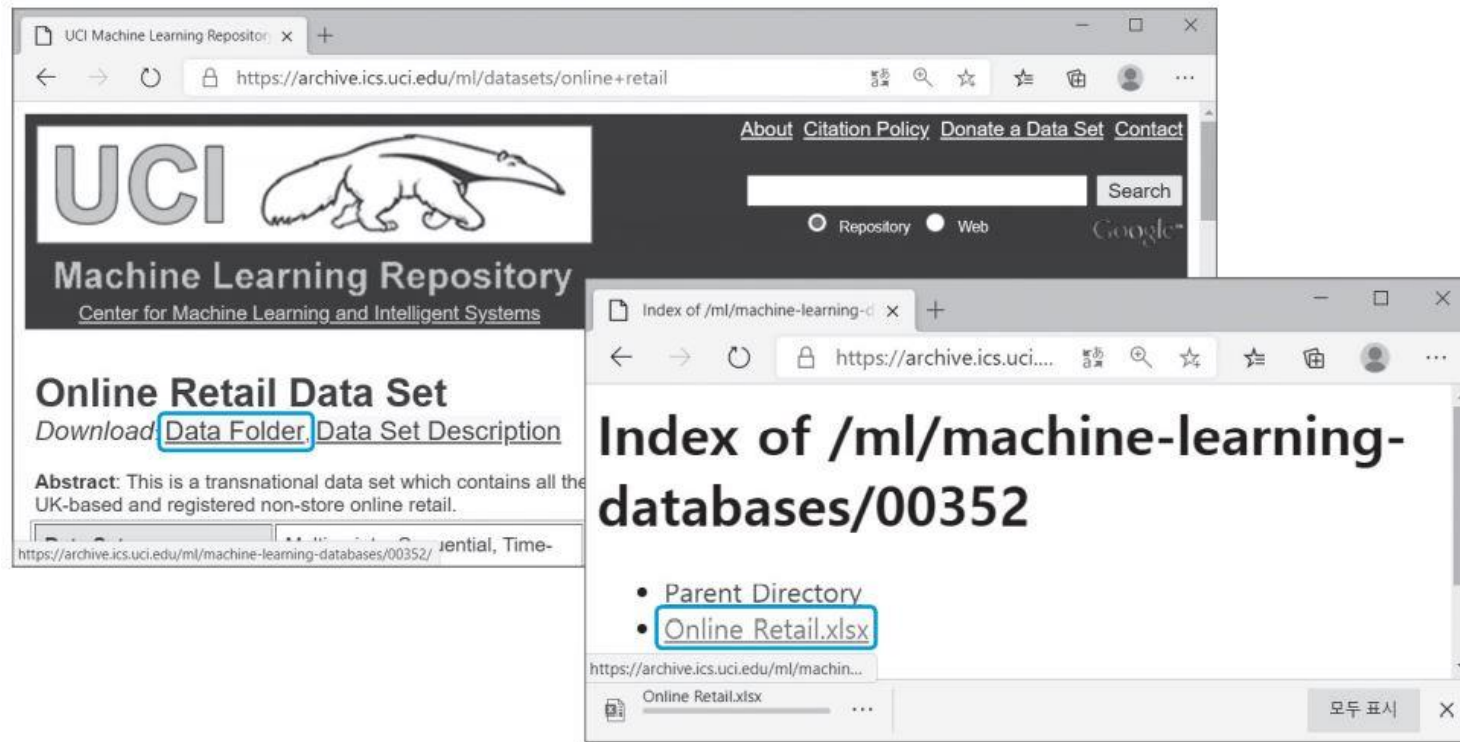 UCI Machine Learning Repositor
https://archive.ics.uci.edu/ml/datasets/online+retail
About Citation Policy Donate a Data Set Contact
UCI
Search
Repository Web
Google
Machine Learning Repository
Center for Machine Learning and Intelligent Systems
Online Retail Data Set
Download: Data Folder, Data Set Description
Abstract: This is a transnational data set which contains all the
UK-based and registered non-store online retail.
uential, Time-
https://archive.ics.uci.edu/ml/machine-learning-databases/00352/
Index of /ml/machine-learning-d
https://archive.ics.uci....
Index of /ml/machine-learning-
databases/00352
Parent Directory
Online Retail.xlsx
https://archive.ics.uci.edu/ml/machin...
Online Retail.xlsx
모두 표시